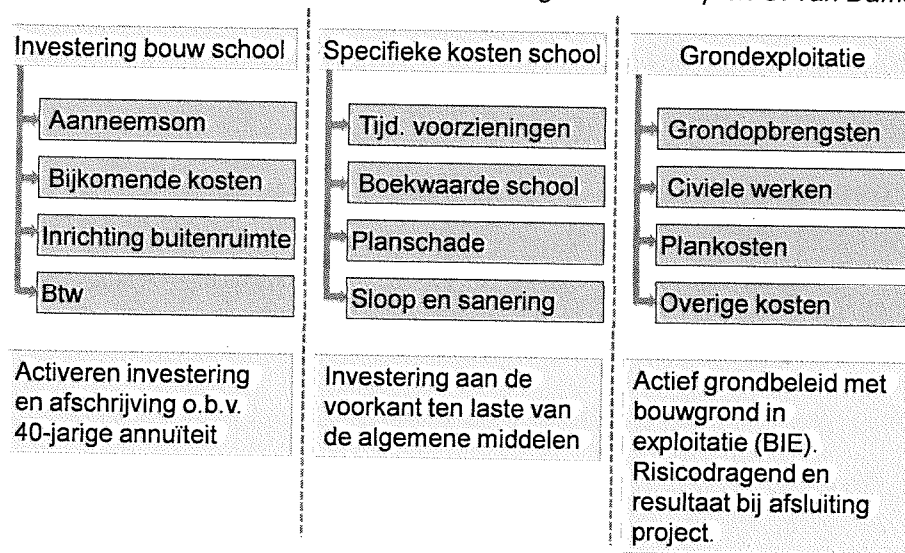 Investering bouw school
Aanneemsom
Bijkomende kosten
Inrichting buitenruimte
Btw
Activeren investering
en afschrijving o.b.v.
40-jarige annuïteit
Specifieke kosten school
Tijd. voorzieningen
Boekwaarde school
Planschade
Sloop en sanering
Investering aan de
voorkant ten laste van
de algemene middelen
Grondexploitatie
Grondopbrengsten
Civiele werken
Plankosten
Overige kosten
Actief grondbeleid met
bouwgrond in
exploitatie (BIE).
Risicodragend en
resultaat bij afsluiting
project.